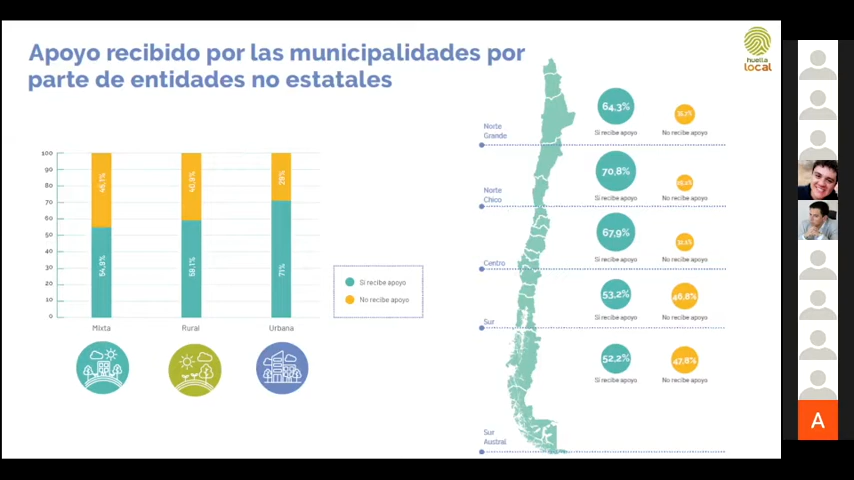 Apoyo recibido por las municipalidades por
parte de entidades no estatales
huella
local
100
90
80
70
60
50
40
30
20
10
0
45,1%
54,9%
40,9%
59,1%
29%
71%
Mixta
Rural
Urbana
Si recibe apoyo
No recibe apoyo
Norte
Grande
64,3%
Si recibe apoyo
No recibe apoyo
Norte
Chico
70,8%
Si recibe apoyo
No recibe apoyo
Centro
67,9%
Si recibe apoyo
No recibe apoyo
Sur
53,2%
46,8%
Si recibe apoyo
No recibe apoyo
Sur
Austral
52,2%
47,8%
Si recibe apoyo
No recibe apoyo
A